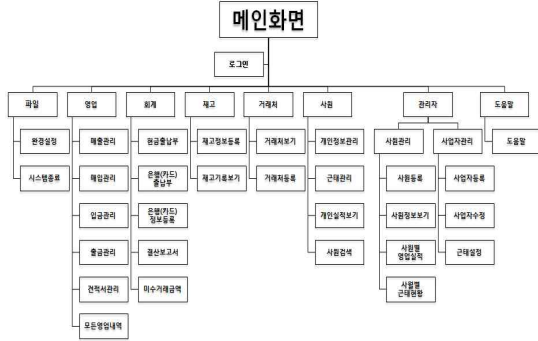 메인화면
로그인
파일
영업
회계
재고
거래처
사원
관리자
도움말
환경설정
매출관리
현금출납부
재고정보등록
거래처보기
개인정보관리
사원관리
사업자관리
도움말
시스템종료
매입관리
은행(카드)
출납부
재고기록보기
거래처등록
근태관리
사원등록
사업자등록
입금관리
은행(카드)
정보등록
개인실적보기
사원정보보기
사업자수정
출금관리
결산보고서
사원검색
사원별
영업실적
근태설정
견적서관리
미수거래금액
사원별
근태현황
모든영업내역